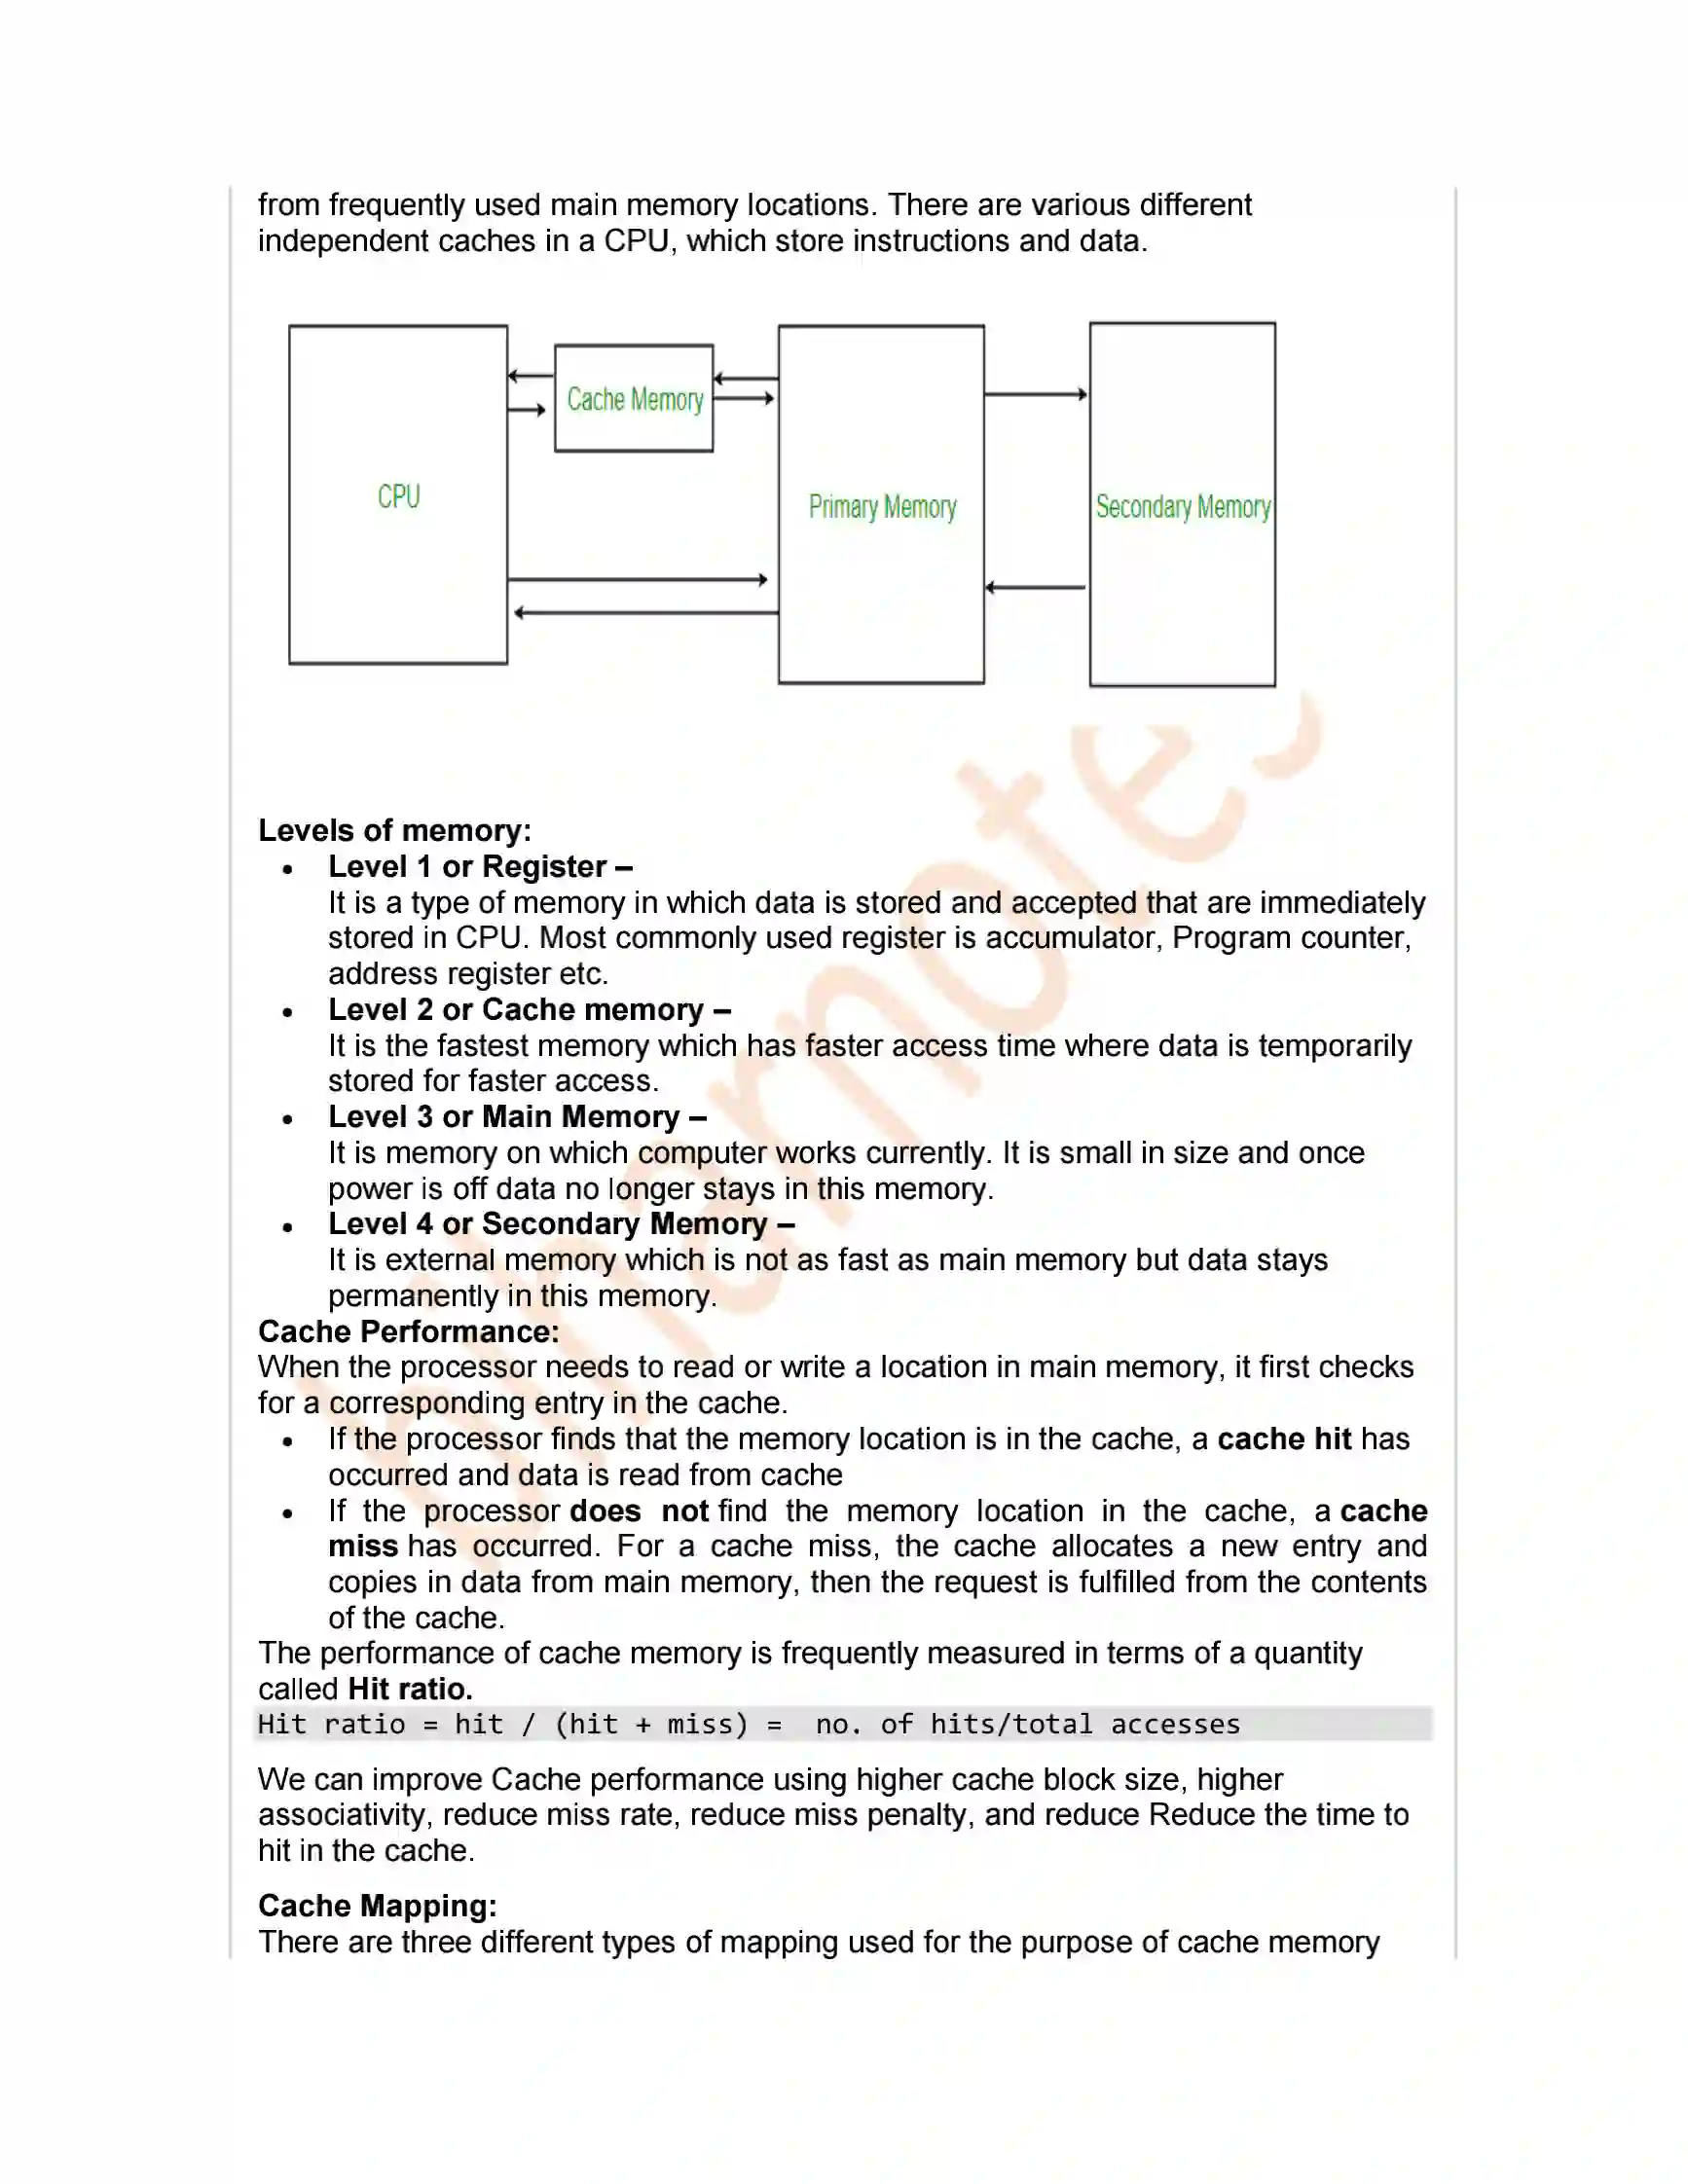 from frequently used main memory locations. There are various different
independent caches in a CPU, which store instructions and data.
Cache Memory
CPU
Primary Memory
Secondary Memory
Levels of memory:
• Level 1 or Register –
It is a type of memory in which data is stored and accepted that are immediately
stored in CPU. Most commonly used register is accumulator, Program counter,
address register etc.
• Level 2 or Cache memory –
It is the fastest memory which has faster access time where data is temporarily
stored for faster access.
• Level 3 or Main Memory –
It is memory on which computer works currently. It is small in size and once
power is off data no longer stays in this memory.
• Level 4 or Secondary Memory –
It is external memory which is not as fast as main memory but data stays
permanently in this memory.
Cache Performance:
When the processor needs to read or write a location in main memory, it first checks
for a corresponding entry in the cache.
• If the processor finds that the memory location is in the cache, a cache hit has
occurred and data is read from cache
• If the processor does not find the memory location in the cache, a cache
miss has occurred. For a cache miss, the cache allocates a new entry and
copies in data from main memory, then the request is fulfilled from the contents
of the cache.
The performance of cache memory is frequently measured in terms of a quantity
called Hit ratio.
Hit ratio = hit / (hit + miss) =  no. of hits/total accesses
We can improve Cache performance using higher cache block size, higher
associativity, reduce miss rate, reduce miss penalty, and reduce Reduce the time to
hit in the cache.
Cache Mapping:
There are three different types of mapping used for the purpose of cache memory